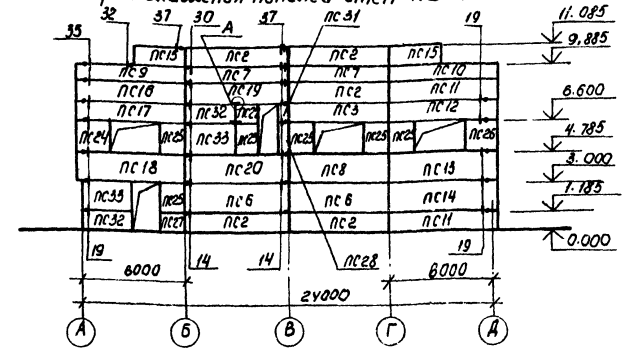 32 37 30 А 37 ПС31 19 11.085
35 9.885
ПС15 ПС2 ПС2 ПС15
ПС9 ПС7 ПС7 ПС10
ПС16 ПС19 ПС2 ПС11 6.600
ПС17 ПС32 ПС3 ПС12
ПС24 ПС25 ПС33 ПС25 ПС25 ПС25 ПС25 ПС26 4.785
ПС18 ПС20 ПС8 ПС13 3.000
ПС33 ПС25 ПС6 ПС6 ПС14 1.185
ПС32 ПС27 ПС2 ПС2 ПС11
0.000
19 14 14 ПС28 19
6000 6000
24000
А Б В Г Д